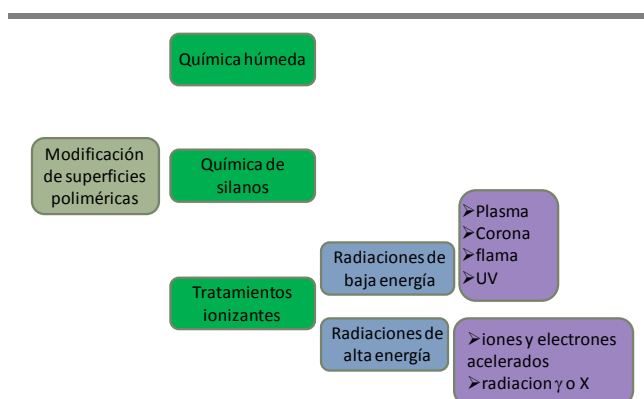 Química húmeda
Modificación
de superficies
poliméricas
Química de
silanos
Tratamientos
ionizantes
Radiaciones de
baja energía
➢Plasma
➢Corona
➢flama
➢UV
Radiaciones de
alta energía
➢iones y electrones
acelerados
➢radiacion γ o X